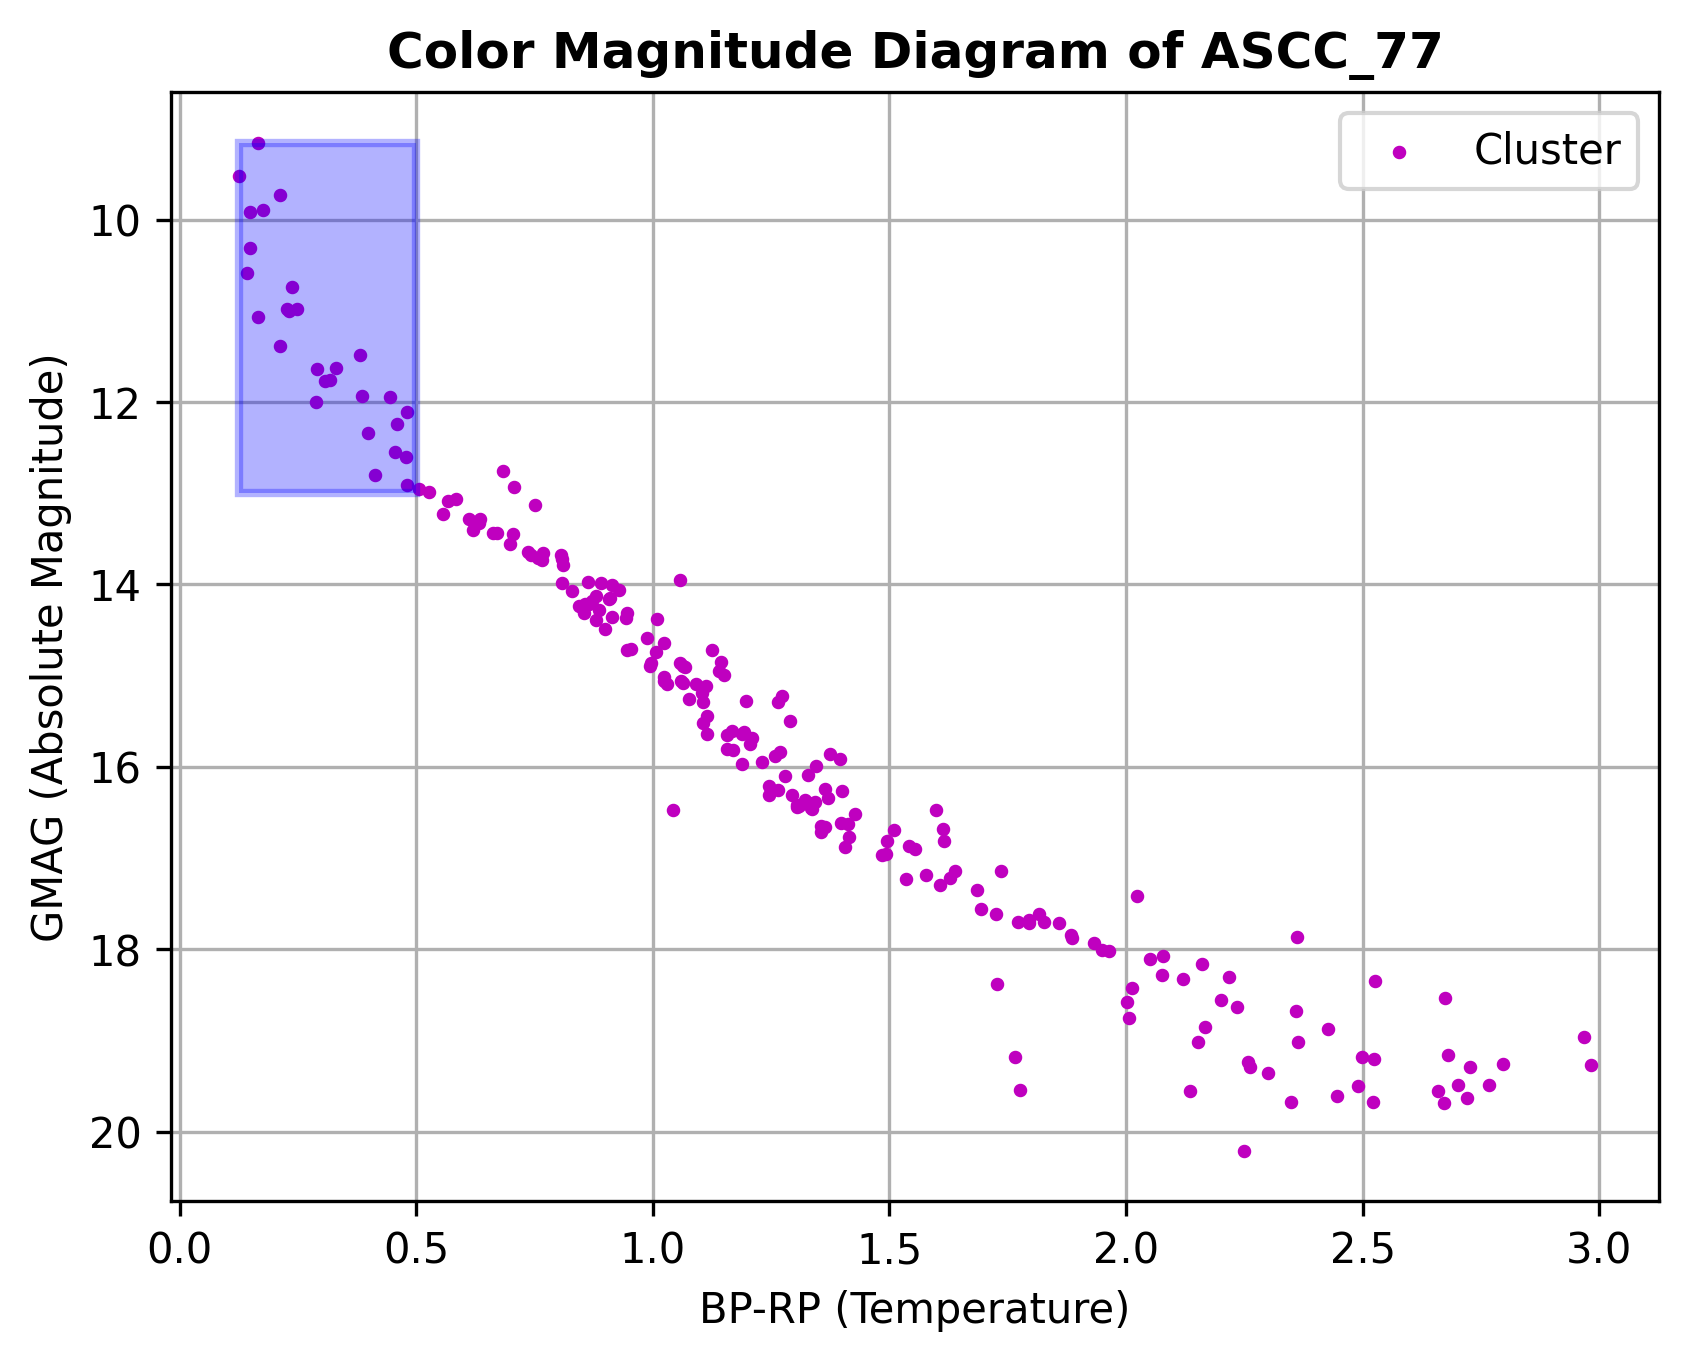 Color Magnitude Diagram of ASCC_77
Cluster
GMAG (Absolute Magnitude)
10
12
14
16
18
20
0.0 0.5 1.0 1.5 2.0 2.5 3.0
BP-RP (Temperature)